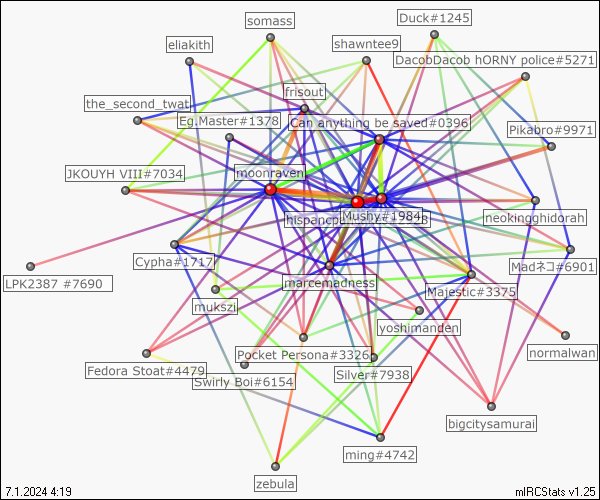 somass
Duck#1245
eliakith
shawntee9
DacobDacob hORNY police#5271
frisout
the_second_twat
Eg.Master#1378
Can anything be saved#0396
Pikabro#9971
JKOUYH VIII#7034
moonraven
Mushy#1984
neokingghidorah
Cypha#1717
Madネコ#6901
LPK2387 #7690
marcemadness
Majestic#3375
mukszi
yoshimanden
Pocket Persona#3326
normalwan
Fedora Stoat#4479
Swirly Boi#6154
Silver#7938
bigcitysamurai
ming#4742
zebula
7.1.2024 4:19
mIRCStats v1.25